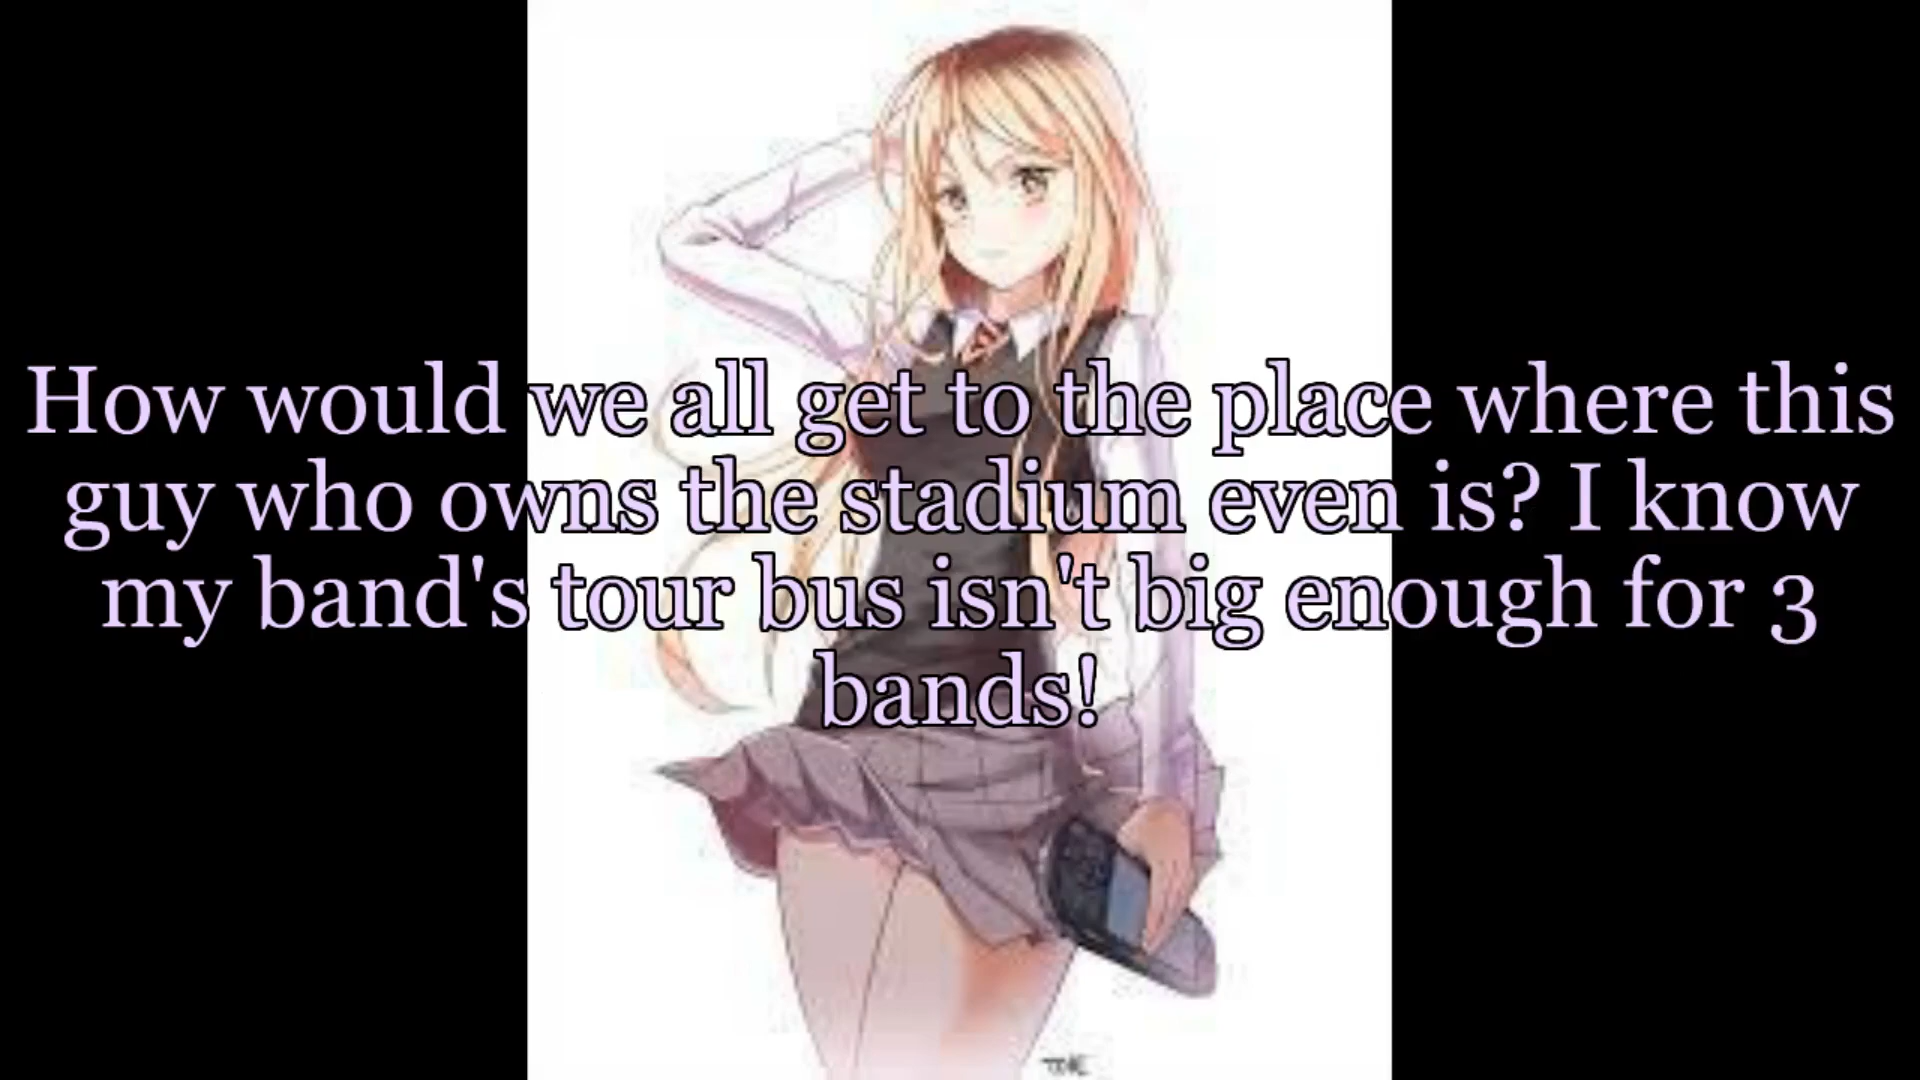 How would we all get to the place where this
guy who owns the stadium even is? I know
my band's tour bus isn't big enough for 3
bands!